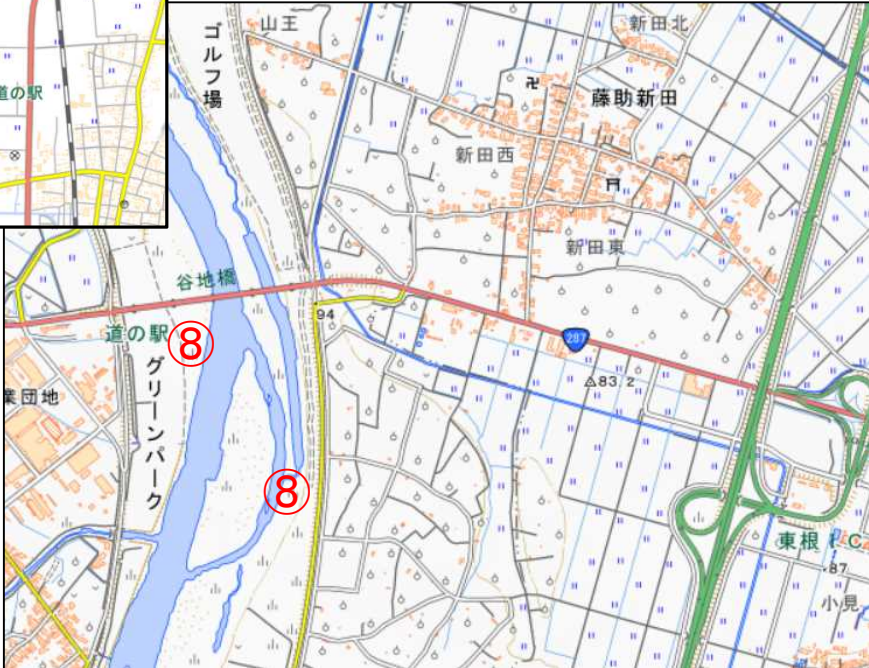 道の駅
山王
ゴルフ場
新田北
卍
藤助新田
新田西
新田東
谷地橋
94
道の駅
⑧
287
△83.2
業団地
グリーンパーク
⑧
東根IC
87
小見